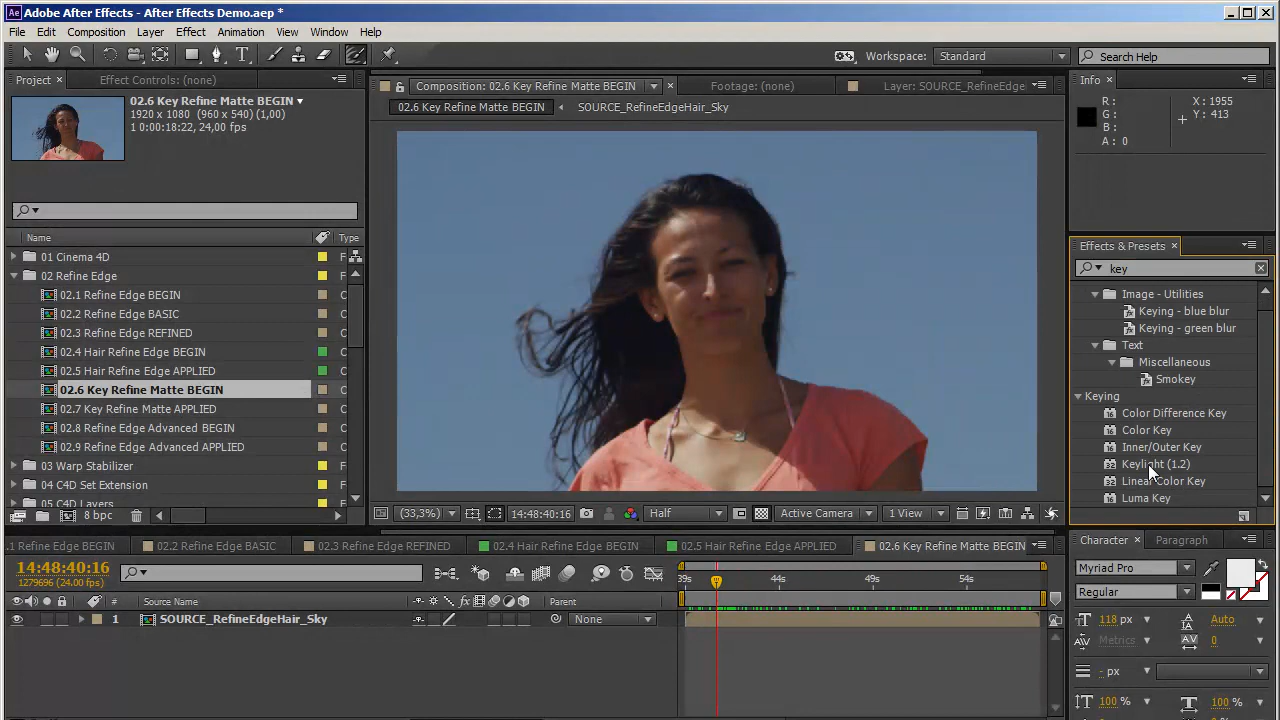 Ae Adobe After Effects - After Effects Demo.aep *
File Edit Composition Layer Effect Animation View Window Help
Workspace: Standard Search Help
Project × Effect Controls: (none)
Composition: 02.6 Key Refine Matte BEGIN × Footage: (none) Layer: SOURCE_RefineEdge
Info ×
02.6 Key Refine Matte BEGIN ▼
1920 x 1080 (960 x 540) (1,00)
1 0:00:18:22, 24,00 fps
02.6 Key Refine Matte BEGIN SOURCE_RefineEdgeHair_Sky
R :
G :
B :
A : 0
X : 1955
Y : 413
Name Type
01 Cinema 4D F
02 Refine Edge F
02.1 Refine Edge BEGIN C
02.2 Refine Edge BASIC C
02.3 Refine Edge REFINED C
02.4 Hair Refine Edge BEGIN C
02.5 Hair Refine Edge APPLIED C
02.6 Key Refine Matte BEGIN C
02.7 Key Refine Matte APPLIED C
02.8 Refine Edge Advanced BEGIN C
02.9 Refine Edge Advanced APPLIED C
03 Warp Stabilizer F
04 C4D Set Extension F
05 C4D Layers F
8 bpc
Effects & Presets ×
key
Image - Utilities
Keying - blue blur
Keying - green blur
Text
Miscellaneous
Smokey
Keying
Color Difference Key
Color Key
Inner/Outer Key
Keylight (1.2)
Linear Color Key
Luma Key
(33,3%) 14:48:40:16 Half Active Camera 1 View
.1 Refine Edge BEGIN 02.2 Refine Edge BASIC 02.3 Refine Edge REFINED 02.4 Hair Refine Edge BEGIN 02.5 Hair Refine Edge APPLIED 02.6 Key Refine Matte BEGIN
14:48:40:16
1279696 (24.00 fps)
39s 44s 49s 54s
# Source Name fx Parent
1 SOURCE_RefineEdgeHair_Sky None
Character × Paragraph
Myriad Pro
Regular
118 px Auto
Metrics 0
- px
100 % 100 %